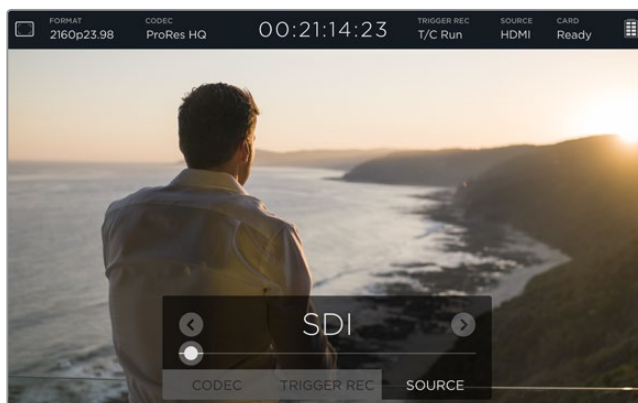 FORMAT CODEC 00:21:14:23 TRIGGER REC SOURCE CARD
2160p23.98 ProRes HQ T/C Run HDMI Ready
SDI
CODEC TRIGGER REC SOURCE